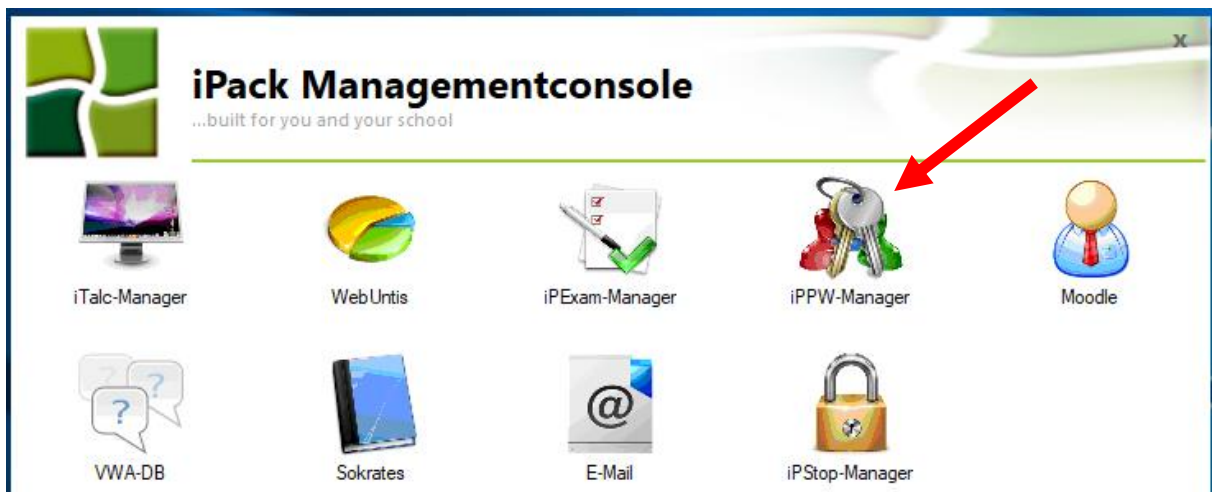 x
iPack Managementconsole
...built for you and your school
iTalc-Manager
WebUntis
iPExam-Manager
iPPW-Manager
Moodle
? ? ?
@
VWA-DB
Sokrates
E-Mail
iPStop-Manager